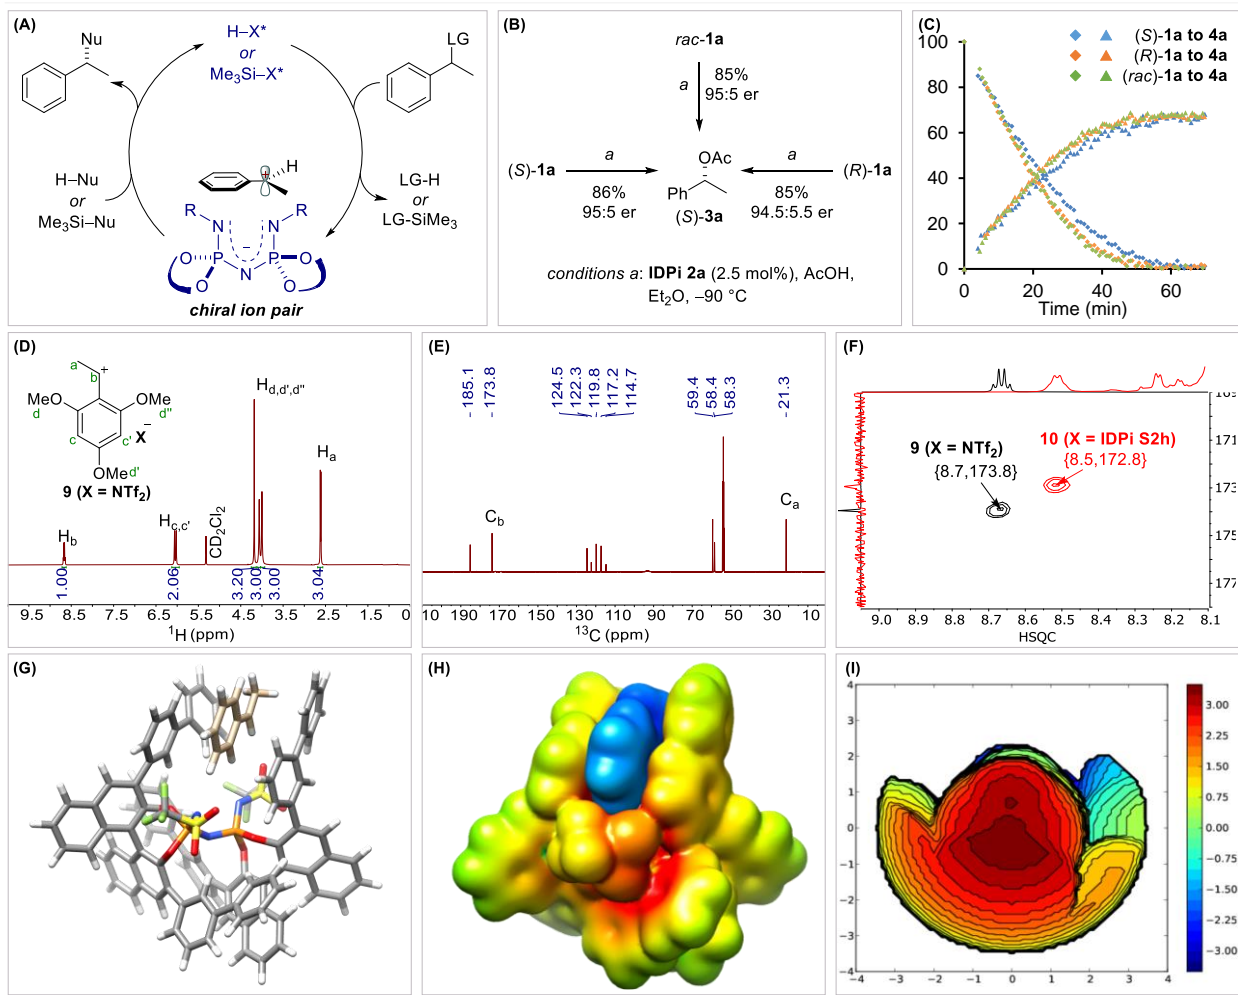 (A)
Nu
H–X*
or
Me3Si–X*
LG
H–Nu
or
Me3Si–Nu
LG-H
or
LG-SiMe3
+
H
R
R
N
N
–
O
P
N
P
O
O
O
chiral ion pair
(B)
rac-1a
a
85%
95:5 er
(S)-1a
a
86%
95:5 er
OAc
Ph
(S)-3a
a
85%
94.5:5.5 er
(R)-1a
conditions a: IDPi 2a (2.5 mol%), AcOH,
Et2O, –90 °C
(C)
(S)-1a to 4a
(R)-1a to 4a
(rac)-1a to 4a
100
80
60
40
20
0
0 20 40 60
Time (min)
(D)
a
b
+
MeO
OMe
d
d''
c
c'
X–
OMe
d'
9 (X = NTf2)
Hb
Hc,c'
CD2Cl2
Hd,d',d''
Ha
1.00
2.06
3.20
3.00
3.00
3.04
9.5 8.5 7.5 6.5 5.5 4.5 3.5 2.5 1.5 0
1H (ppm)
(E)
- 185.1
- 173.8
124.5
122.3
119.8
117.2
114.7
59.4
58.4
58.3
- 21.3
Cb
Ca
190 170 150 130 110 90 70 50 30 10
13C (ppm)
(F)
9 (X = NTf2)
{8.7,173.8}
10 (X = IDPi S2h)
{8.5,172.8}
169
171
173
175
177
9.0 8.9 8.8 8.7 8.6 8.5 8.4 8.3 8.2 8.1
HSQC
(G)
(H)
(I)
4
3
2
1
0
−1
−2
−3
−4
−4 −3 −2 −1 0 1 2 3 4
3.00
2.25
1.50
0.75
0.00
−0.75
−1.50
−2.25
−3.00